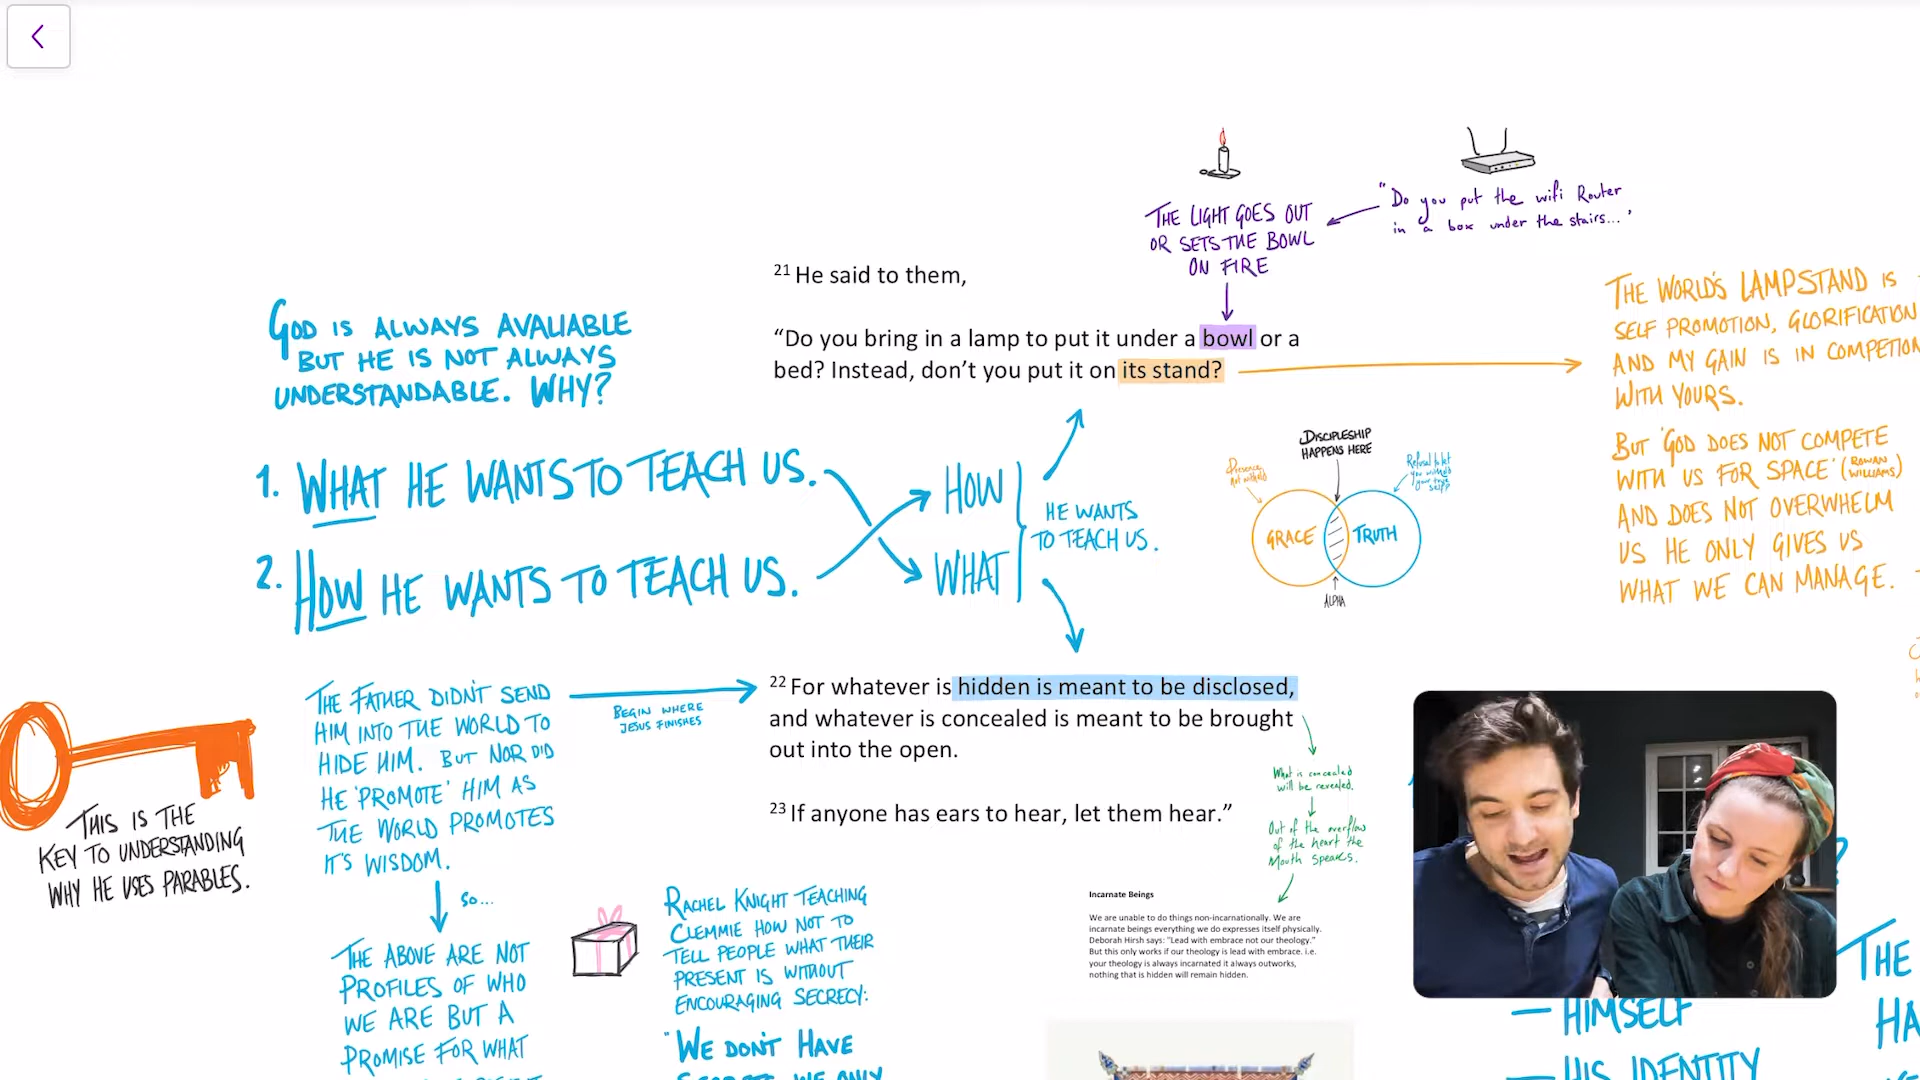 THE LIGHT GOES OUT
OR SETS THE BOWL
ON FIRE
"Do you put the wifi Router
in a box under the stairs...'
21 He said to them,
"Do you bring in a lamp to put it under a bowl or a
bed? Instead, don't you put it on its stand?
GOD IS ALWAYS AVALIABLE
BUT HE IS NOT ALWAYS
UNDERSTANDABLE. WHY?
1. WHAT HE WANTS TO TEACH US.
2. HOW HE WANTS TO TEACH US.
HOW
WHAT
HE WANTS
TO TEACH US.
DISCIPLESHIP
HAPPENS HERE
Presence
not withheld
Refusal to let
you withold
your true
self?
GRACE
TRUTH
ALPHA
THE WORLD'S LAMPSTAND IS
SELF PROMOTION, GLORIFICATION
AND MY GAIN IS IN COMPETION
WITH YOURS.
BUT 'GOD DOES NOT COMPETE
WITH US FOR SPACE' (ROWAN
WILLIAMS)
AND DOES NOT OVERWHELM
US HE ONLY GIVES US
WHAT WE CAN MANAGE.
THE FATHER DIDN'T SEND
HIM INTO THE WORLD TO
HIDE HIM. BUT NOR DID
HE 'PROMOTE' HIM AS
THE WORLD PROMOTES
IT'S WISDOM.
BEGIN WHERE
JESUS FINISHES
22 For whatever is hidden is meant to be disclosed,
and whatever is concealed is meant to be brought
out into the open.
23 If anyone has ears to hear, let them hear."
What is concealed
will be revealed.
Out of the overflow
of the heart the
Mouth speaks.
THIS IS THE
KEY TO UNDERSTANDING
WHY HE USES PARABLES.
so...
THE ABOVE ARE NOT
PROFILES OF WHO
WE ARE BUT A
PROMISE FOR WHAT
RACHEL KNIGHT TEACHING
CLEMMIE HOW NOT TO
TELL PEOPLE WHAT THEIR
PRESENT IS WITHOUT
ENCOURAGING SECRECY:
"WE DON'T HAVE
Incarnate Beings
We are unable to do things non-incarnationally. We are
incarnate beings everything we do expresses itself physically.
Deborah Hirsh says: "Lead with embrace not our theology."
But this only works if our theology is lead with embrace. i.e.
your theology is always incarnated it always outworks,
nothing that is hidden will remain hidden.
— HIMSELF
— HIS IDENTITY
THE